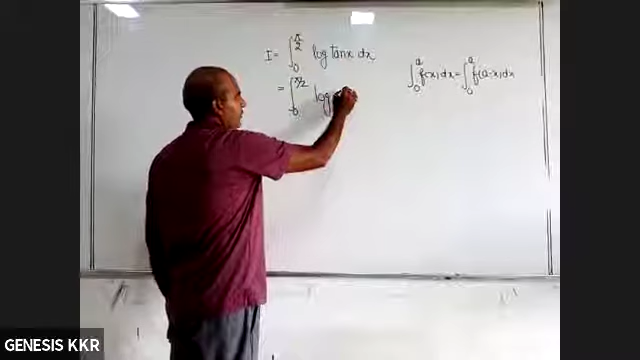 I = ∫₀^{π/2} log tanx dx
= ∫₀^{π/2} log
∫₀^a f(x) dx = ∫₀^a f(a-x) dx
GENESIS KKR